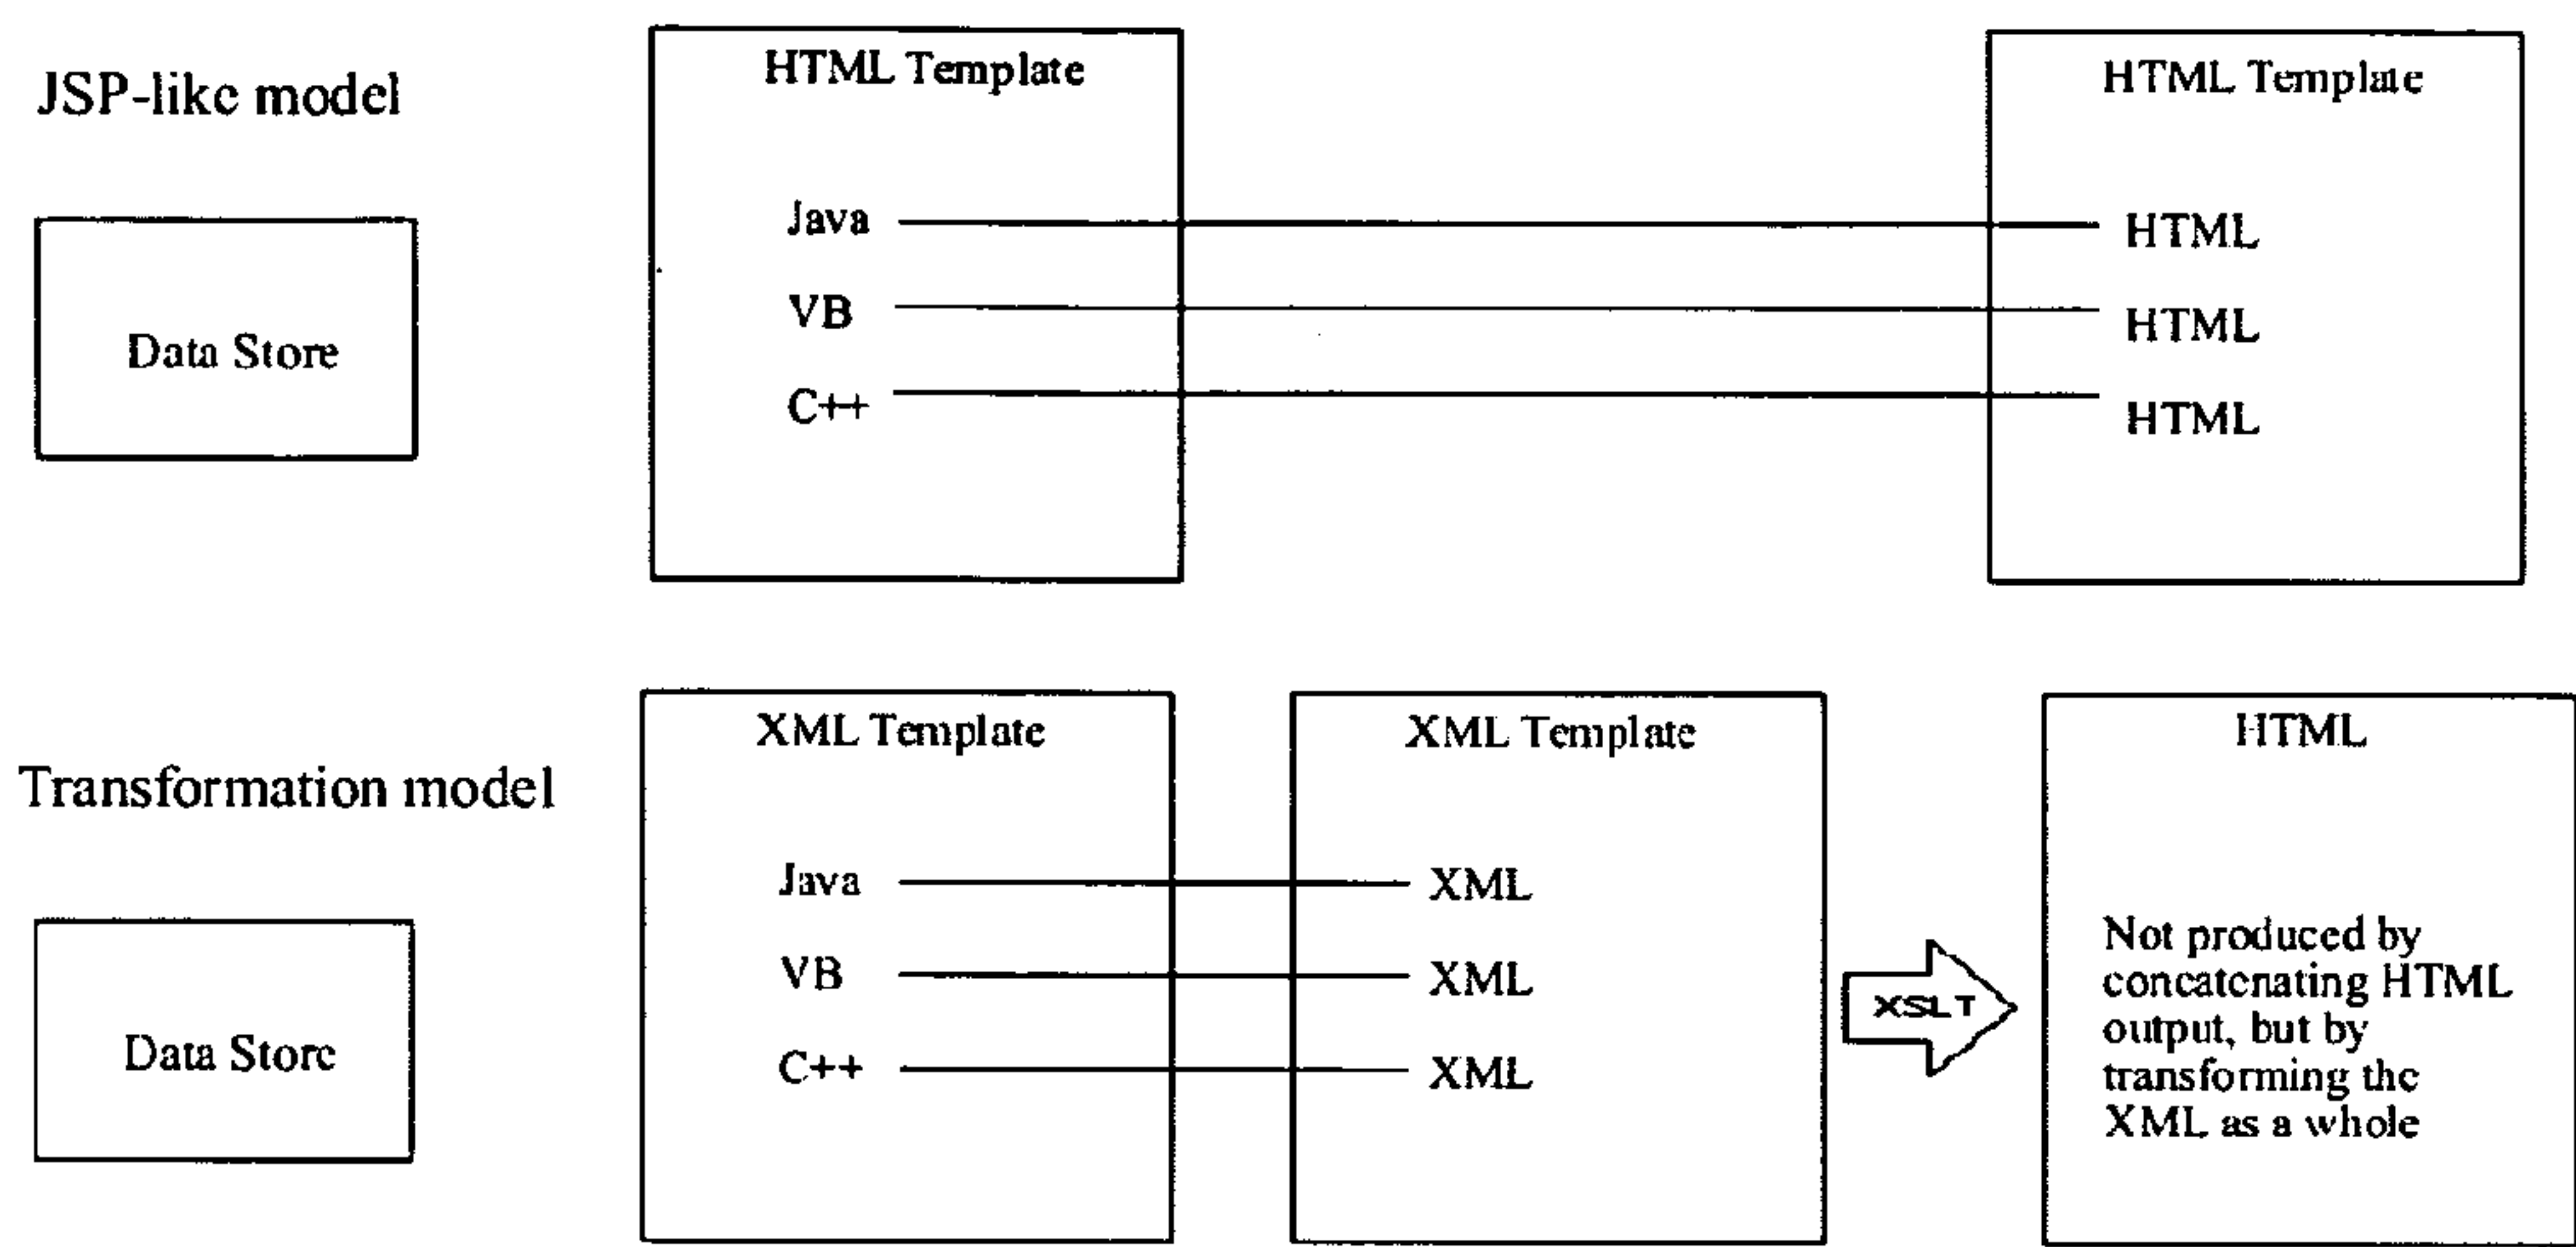 JSP-like model
Data Store
HTML Template
Java
VB
C++
HTML Template
HTML
HTML
HTML
Transformation model
Data Store
XML Template
Java
VB
C++
XML Template
XML
XML
XML
XSLT
HTML
Not produced by
concatenating HTML
output, but by
transforming the
XML as a whole